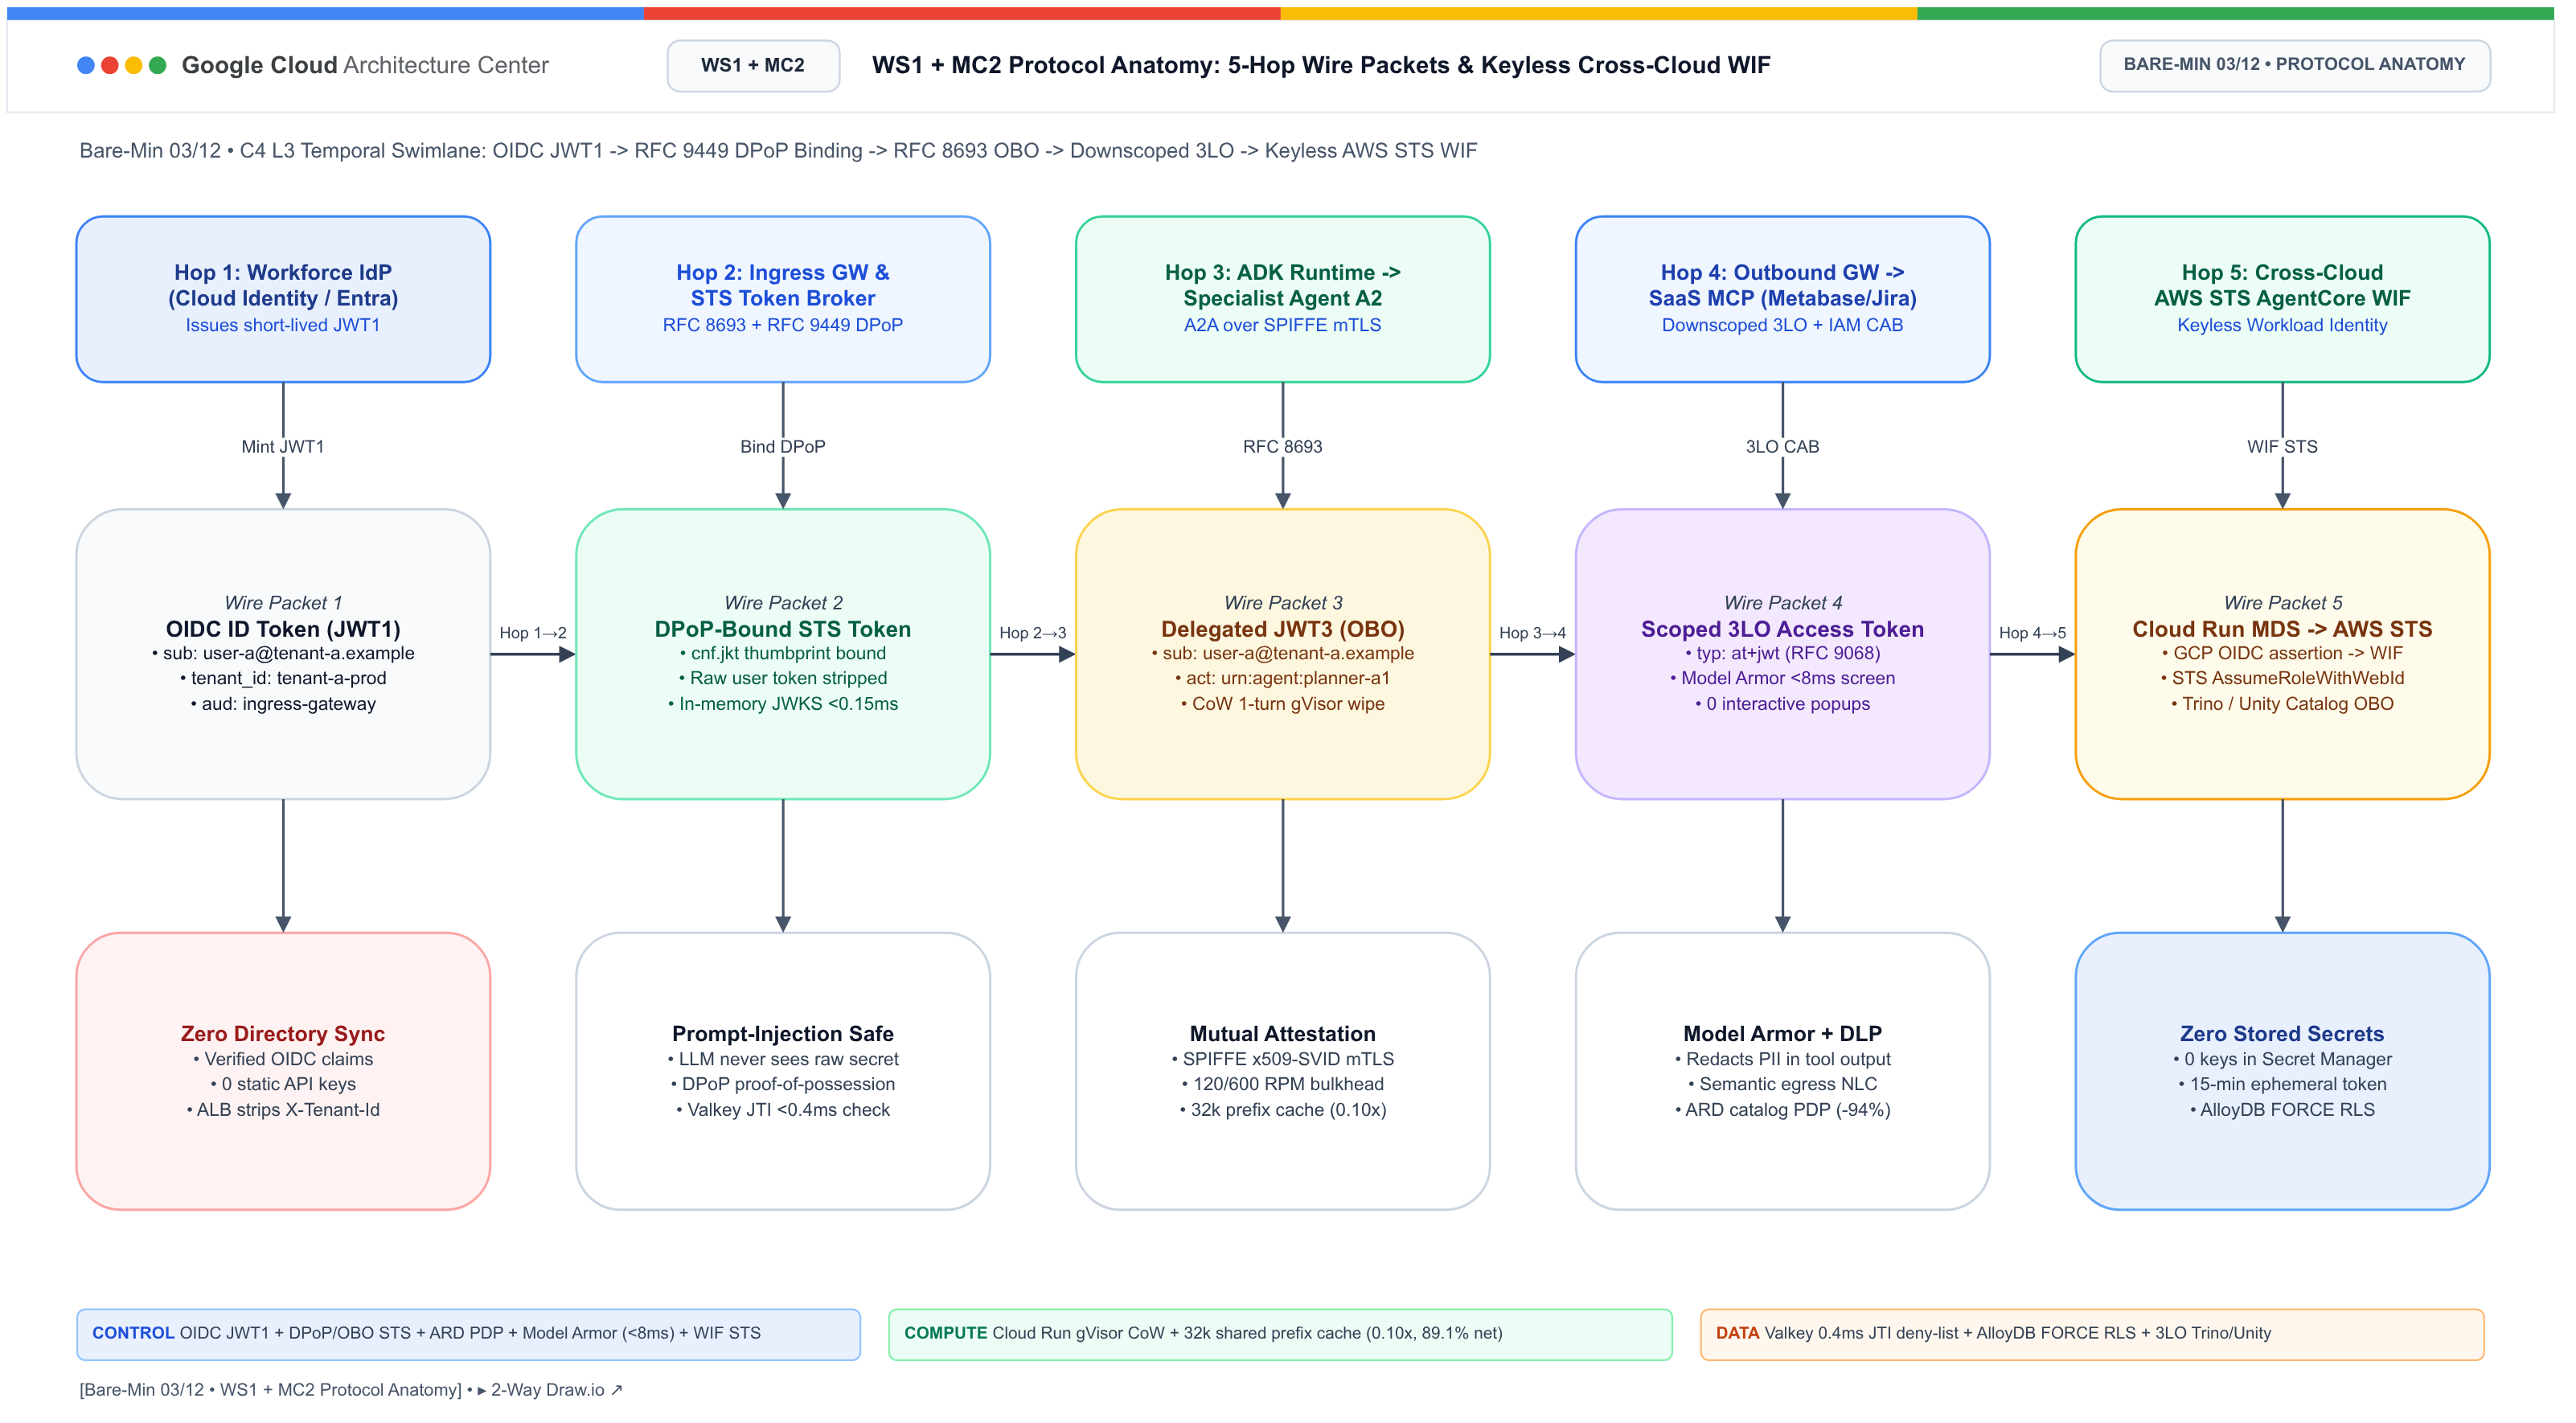 Google Cloud Architecture Center
WS1 + MC2
WS1 + MC2 Protocol Anatomy: 5-Hop Wire Packets & Keyless Cross-Cloud WIF
BARE-MIN 03/12 • PROTOCOL ANATOMY
Bare-Min 03/12 • C4 L3 Temporal Swimlane: OIDC JWT1 -> RFC 9449 DPoP Binding -> RFC 8693 OBO -> Downscoped 3LO -> Keyless AWS STS WIF
Hop 1: Workforce IdP
(Cloud Identity / Entra)
Issues short-lived JWT1
Hop 2: Ingress GW &
STS Token Broker
RFC 8693 + RFC 9449 DPoP
Hop 3: ADK Runtime ->
Specialist Agent A2
A2A over SPIFFE mTLS
Hop 4: Outbound GW ->
SaaS MCP (Metabase/Jira)
Downscoped 3LO + IAM CAB
Hop 5: Cross-Cloud
AWS STS AgentCore WIF
Keyless Workload Identity
Mint JWT1
Bind DPoP
RFC 8693
3LO CAB
WIF STS
Wire Packet 1
OIDC ID Token (JWT1)
• sub: user-a@tenant-a.example
• tenant_id: tenant-a-prod
• aud: ingress-gateway
Hop 1→2
Wire Packet 2
DPoP-Bound STS Token
• cnf.jkt thumbprint bound
• Raw user token stripped
• In-memory JWKS <0.15ms
Hop 2→3
Wire Packet 3
Delegated JWT3 (OBO)
• sub: user-a@tenant-a.example
• act: urn:agent:planner-a1
• CoW 1-turn gVisor wipe
Hop 3→4
Wire Packet 4
Scoped 3LO Access Token
• typ: at+jwt (RFC 9068)
• Model Armor <8ms screen
• 0 interactive popups
Hop 4→5
Wire Packet 5
Cloud Run MDS -> AWS STS
• GCP OIDC assertion -> WIF
• STS AssumeRoleWithWebId
• Trino / Unity Catalog OBO
Zero Directory Sync
• Verified OIDC claims
• 0 static API keys
• ALB strips X-Tenant-Id
Prompt-Injection Safe
• LLM never sees raw secret
• DPoP proof-of-possession
• Valkey JTI <0.4ms check
Mutual Attestation
• SPIFFE x509-SVID mTLS
• 120/600 RPM bulkhead
• 32k prefix cache (0.10x)
Model Armor + DLP
• Redacts PII in tool output
• Semantic egress NLC
• ARD catalog PDP (-94%)
Zero Stored Secrets
• 0 keys in Secret Manager
• 15-min ephemeral token
• AlloyDB FORCE RLS
CONTROL OIDC JWT1 + DPoP/OBO STS + ARD PDP + Model Armor (<8ms) + WIF STS
COMPUTE Cloud Run gVisor CoW + 32k shared prefix cache (0.10x, 89.1% net)
DATA Valkey 0.4ms JTI deny-list + AlloyDB FORCE RLS + 3LO Trino/Unity
[Bare-Min 03/12 • WS1 + MC2 Protocol Anatomy] • ▸ 2-Way Draw.io ↗